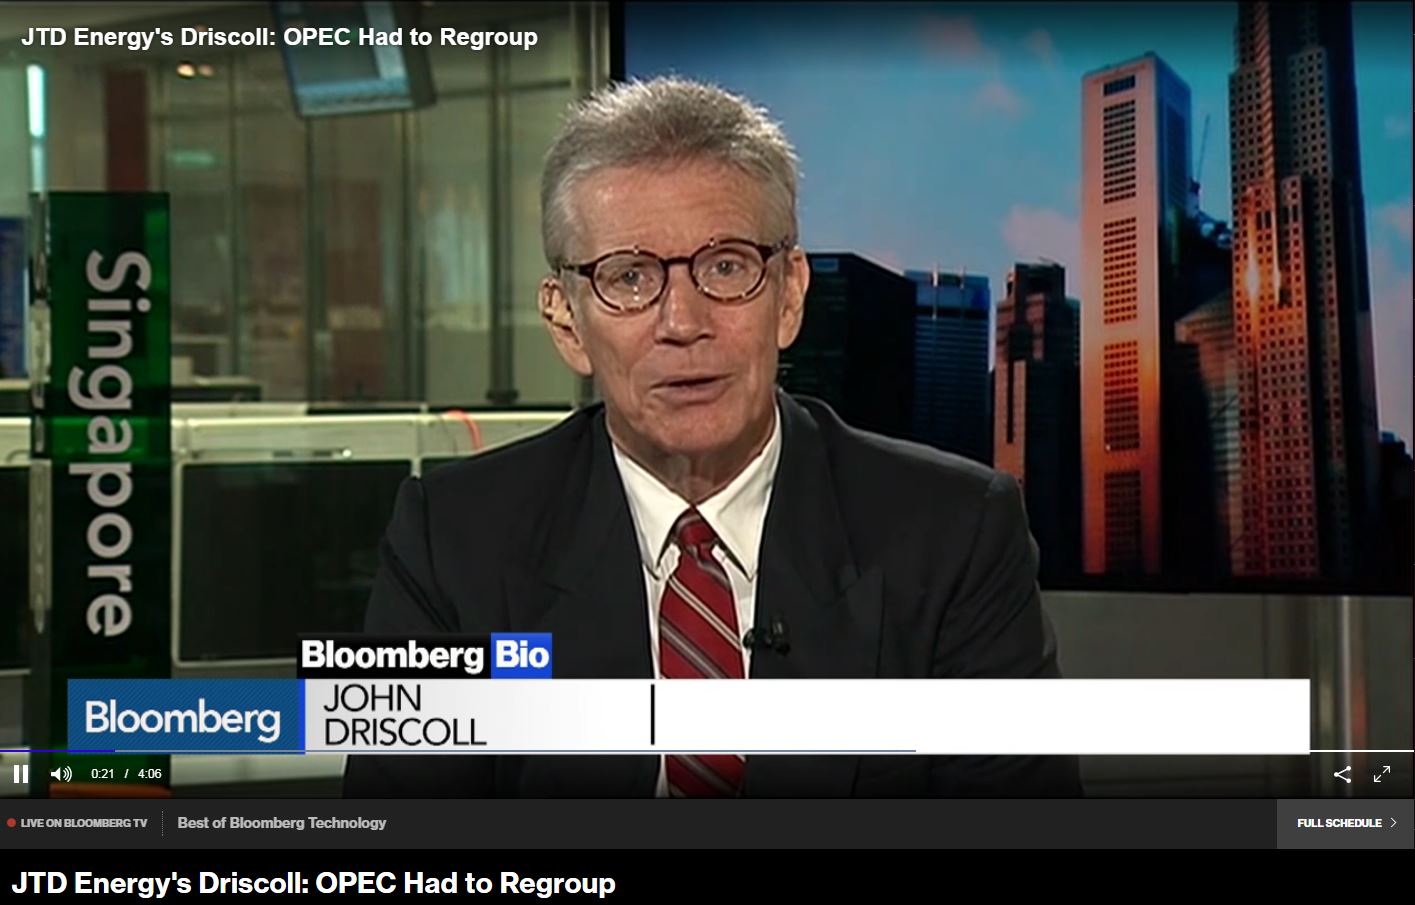 JTD Energy's Driscoll: OPEC Had to Regroup
Singapore
Bloomberg Bio
Bloomberg
JOHN
DRISCOLL
0:21 / 4:06
LIVE ON BLOOMBERG TV
Best of Bloomberg Technology
FULL SCHEDULE
JTD Energy's Driscoll: OPEC Had to Regroup